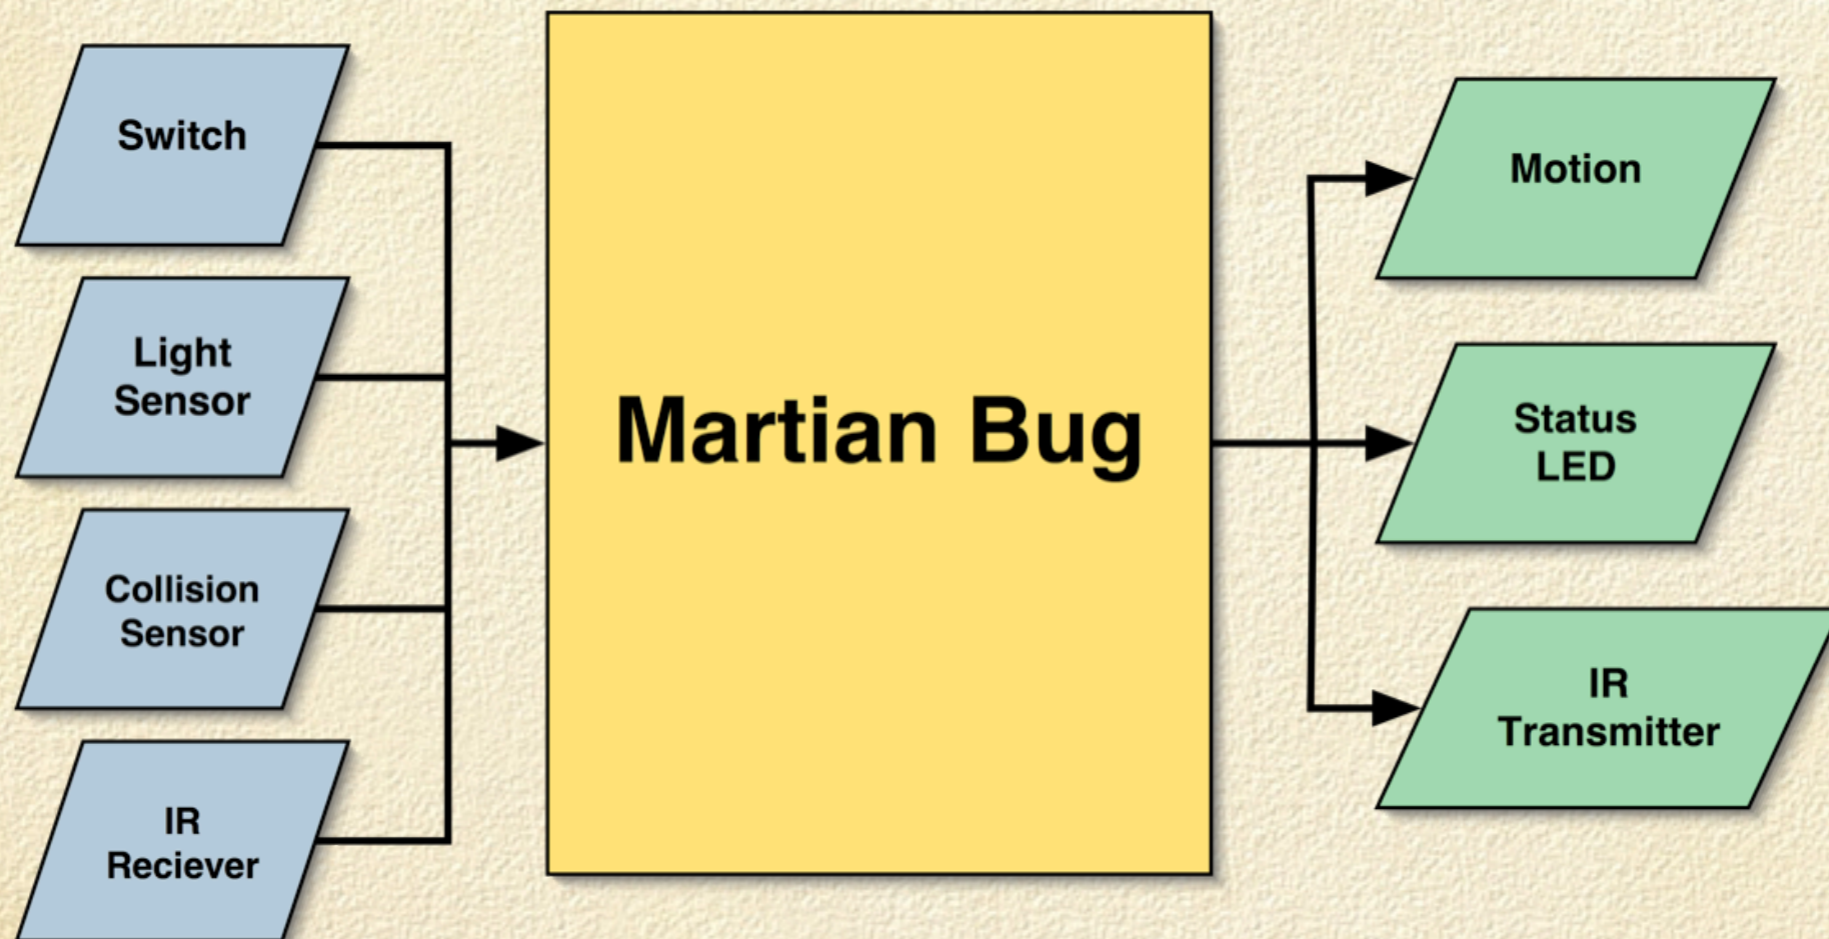 Switch
Light
Sensor
Collision
Sensor
IR
Reciever
Martian Bug
Motion
Status
LED
IR
Transmitter